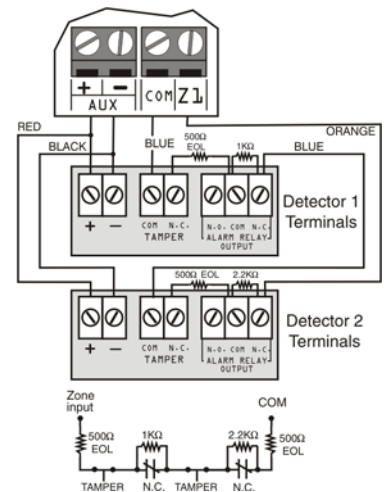 + − COM Z1
AUX
RED
ORANGE
BLACK
BLUE
500Ω
EOL
1KΩ
BLUE
Detector 1
Terminals
+ − COM N.C. N.O. COM N.C.
TAMPER
ALARM RELAY
OUTPUT
500Ω EOL
2.2KΩ
Detector 2
Terminals
+ − COM N.C. N.O. COM N.C.
TAMPER
ALARM RELAY
OUTPUT
Zone
input
COM
500Ω
EOL
1KΩ
2.2KΩ
500Ω
EOL
TAMPER N.C. TAMPER N.C.